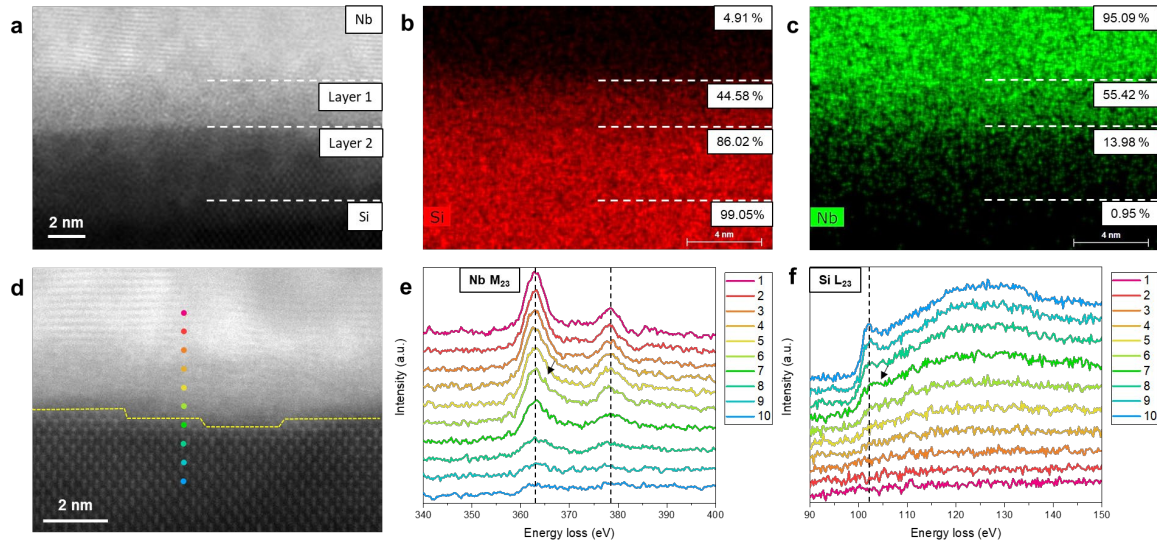 a
Nb
Layer 1
Layer 2
Si
2 nm
b
4.91 %
44.58 %
86.02 %
99.05%
Si
4 nm
c
95.09 %
55.42 %
13.98 %
0.95 %
Nb
4 nm
d
2 nm
e
Nb M23
Intensity (a.u.)
1
2
3
4
5
6
7
8
9
10
340 360 380 400
Energy loss (eV)
f
Si L23
Intensity (a.u.)
1
2
3
4
5
6
7
8
9
10
90 100 110 120 130 140 150
Energy loss (eV)